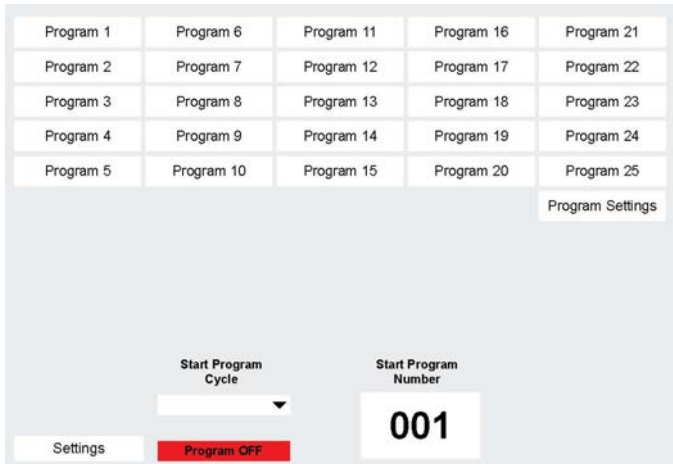 Program 1 Program 6 Program 11 Program 16 Program 21
Program 2 Program 7 Program 12 Program 17 Program 22
Program 3 Program 8 Program 13 Program 18 Program 23
Program 4 Program 9 Program 14 Program 19 Program 24
Program 5 Program 10 Program 15 Program 20 Program 25
Program Settings
Start Program
Cycle
Start Program
Number
001
Settings
Program OFF